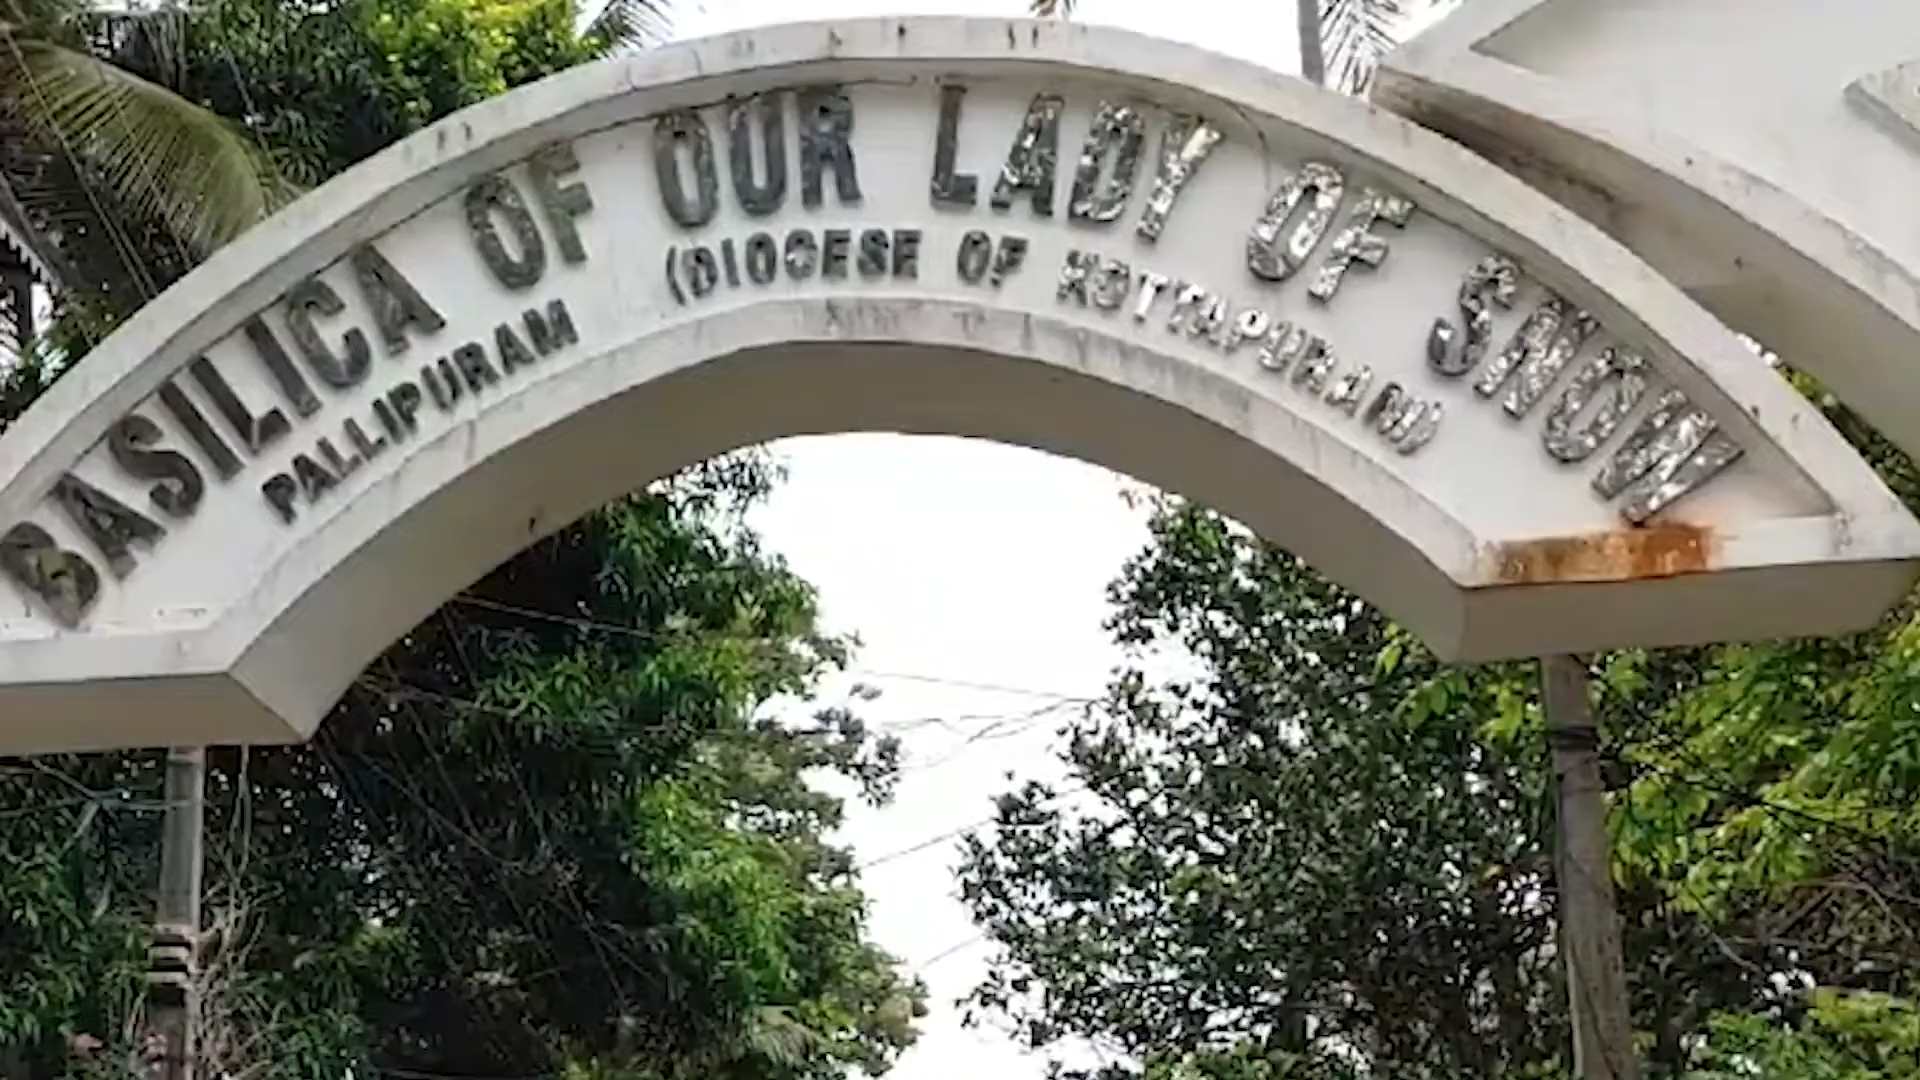 BASILICA OF OUR LADY OF SNOW
PALLIPURAM (DIOCESE OF KOTTAPURAM)